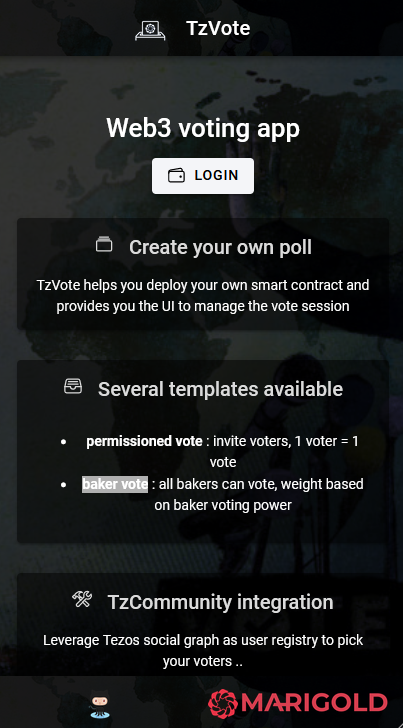 TzVote
Web3 voting app
LOGIN
Create your own poll
TzVote helps you deploy your own smart contract and
provides you the UI to manage the vote session
Several templates available
• permissioned vote : invite voters, 1 voter = 1
vote
• baker vote : all bakers can vote, weight based
on baker voting power
TzCommunity integration
Leverage Tezos social graph as user registry to pick
your voters ..
MARIGOLD